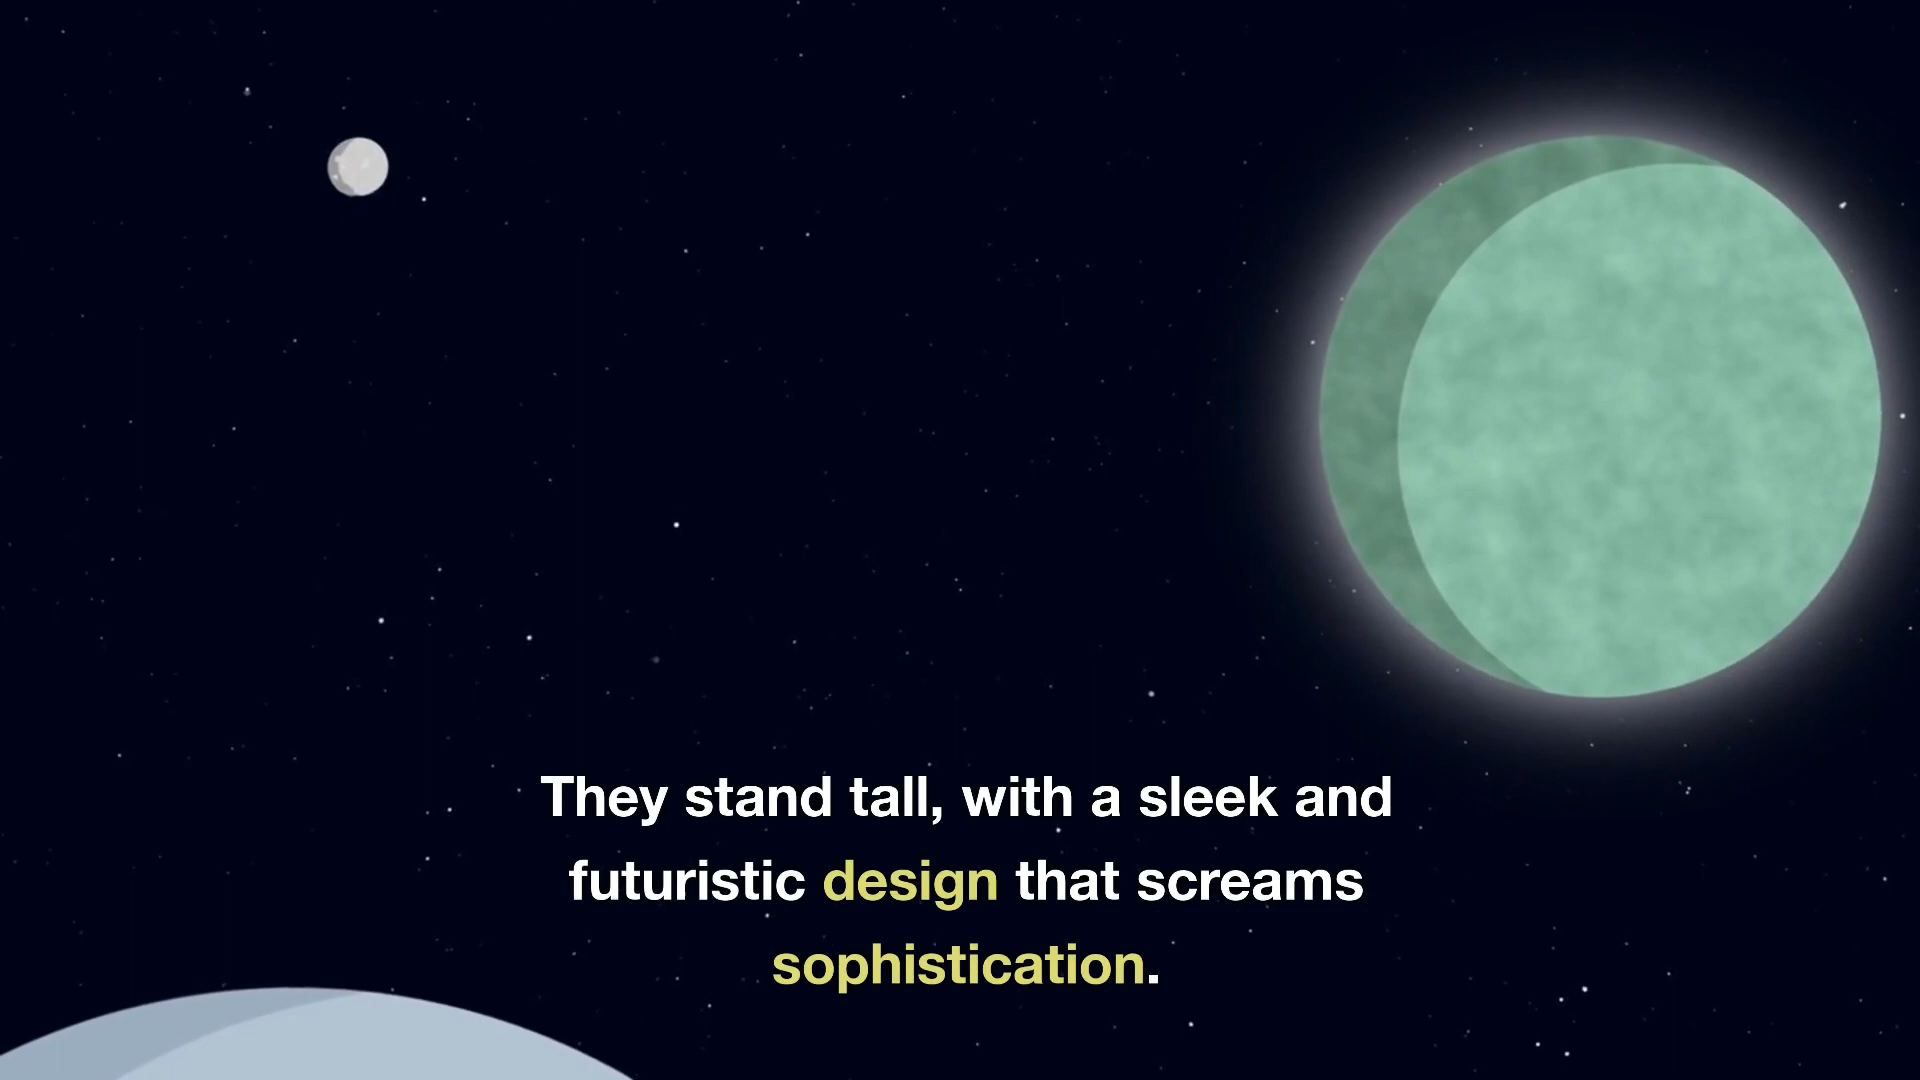 They stand tall, with a sleek and
futuristic design that screams
sophistication.